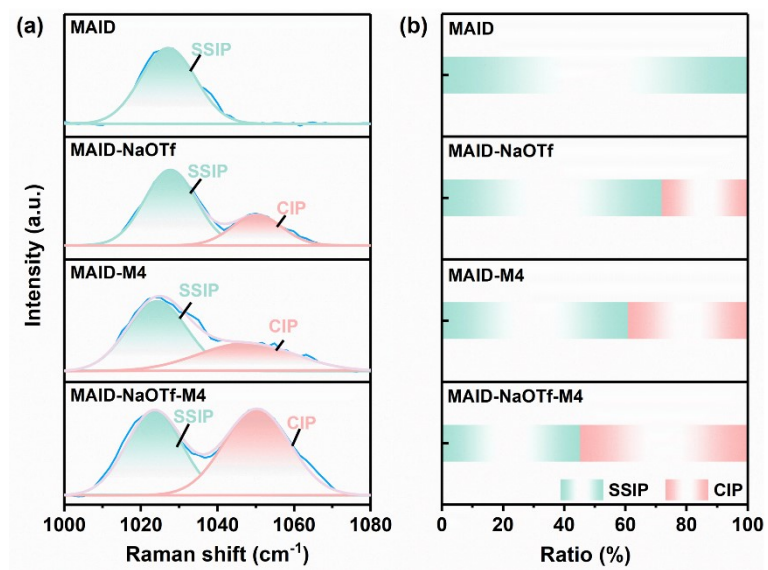 (a)
MAID
SSIP
MAID-NaOTf
SSIP
CIP
MAID-M4
SSIP
CIP
MAID-NaOTf-M4
SSIP
CIP
Intensity (a.u.)
1000 1020 1040 1060 1080
Raman shift (cm⁻¹)
(b)
MAID
MAID-NaOTf
MAID-M4
MAID-NaOTf-M4
SSIP CIP
0 20 40 60 80 100
Ratio (%)